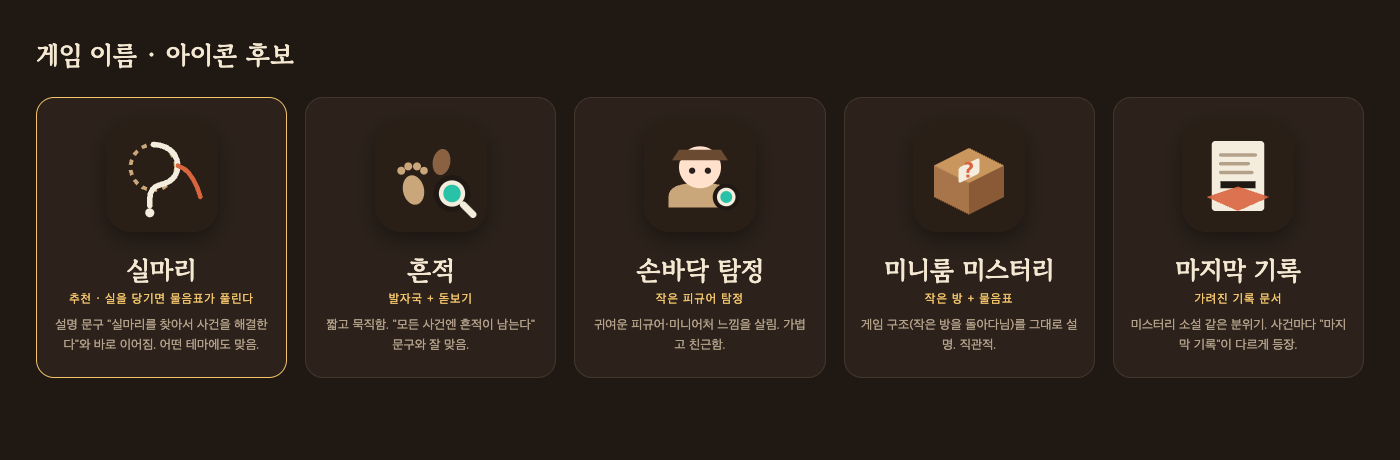 게임 이름 · 아이콘 후보
?
실마리
추천 · 실을 당기면 물음표가 풀린다
설명 문구 "실마리를 찾아서 사건을 해결한
다"와 바로 이어짐. 어떤 테마에도 맞음.
흔적
발자국 + 돋보기
짧고 묵직함. "모든 사건엔 흔적이 남는다"
문구와 잘 맞음.
손바닥 탐정
작은 피규어 탐정
귀여운 피규어·미니어처 느낌을 살림. 가볍
고 친근함.
미니룸 미스터리
작은 방 + 물음표
게임 구조(작은 방을 돌아다님)를 그대로 설
명. 직관적.
마지막 기록
가려진 기록 문서
미스터리 소설 같은 분위기. 사건마다 "마지
막 기록"이 다르게 등장.